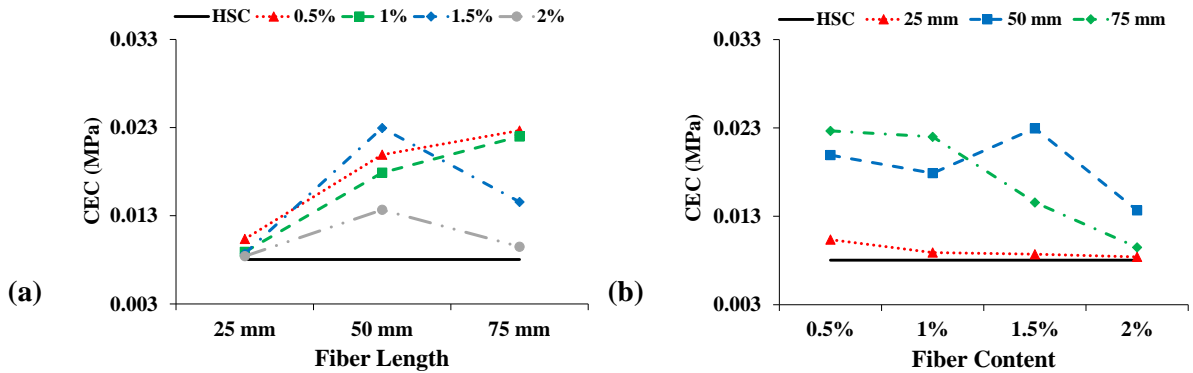 HSC 0.5% 1% 1.5% 2%
0.033
0.023
0.013
0.003
CEC (MPa)
25 mm 50 mm 75 mm
Fiber Length
(a)
HSC 25 mm 50 mm 75 mm
0.033
0.023
0.013
0.003
CEC (MPa)
0.5% 1% 1.5% 2%
Fiber Content
(b)